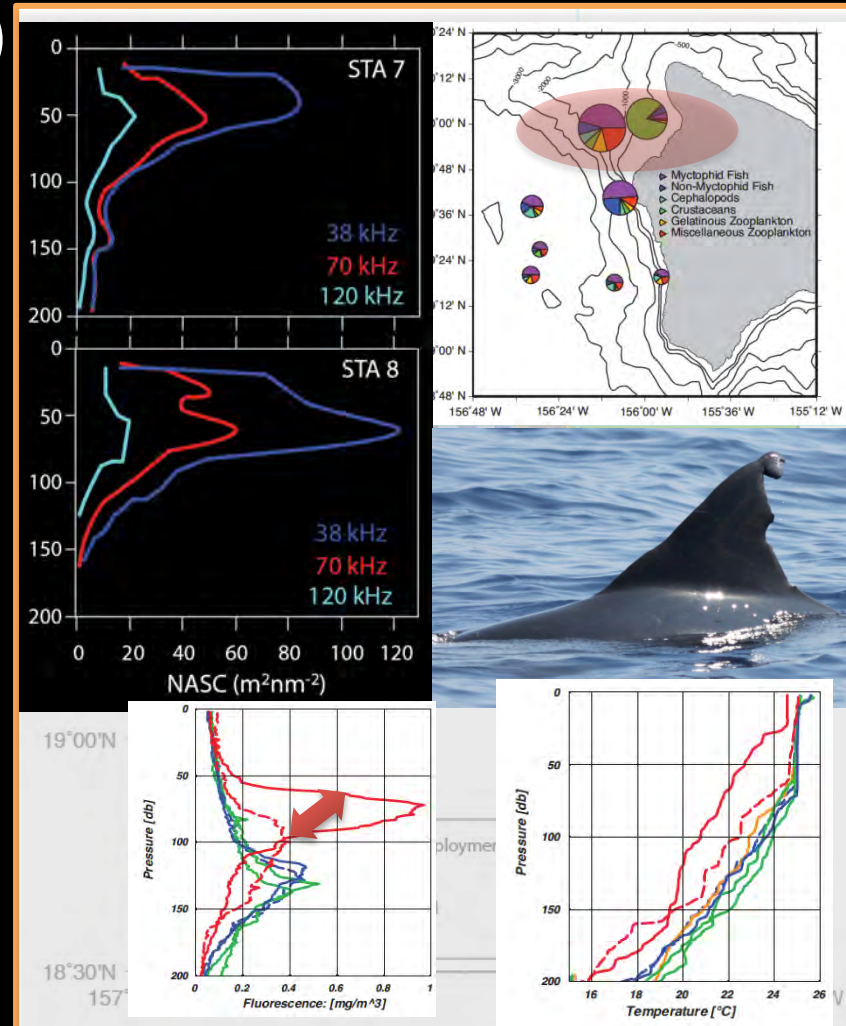 0
50
100
150
200
STA 7
38 kHz
70 kHz
120 kHz
0
50
100
150
200
STA 8
38 kHz
70 kHz
120 kHz
0 20 40 60 80 100 120
NASC (m²nm⁻²)
°24' N
°12' N
°00' N
°48' N
°36' N
°24' N
°12' N
°00' N
°48' N
-500
-1000
-2000
-3000
Myctophid Fish
Non-Myctophid Fish
Cephalopods
Crustaceans
Gelatinous Zooplankton
Miscellaneous Zooplankton
156°48' W 156°24' W 156°00' W 155°36' W 155°12' W
19°00'N
18°30'N
157°
ploymen
W
0
50
100
150
200
Pressure [db]
0 0.2 0.4 0.6 0.8 1
Fluorescence: [mg/m^3]
0
50
100
150
200
Pressure [db]
16 18 20 22 24 26
Temperature [°C]